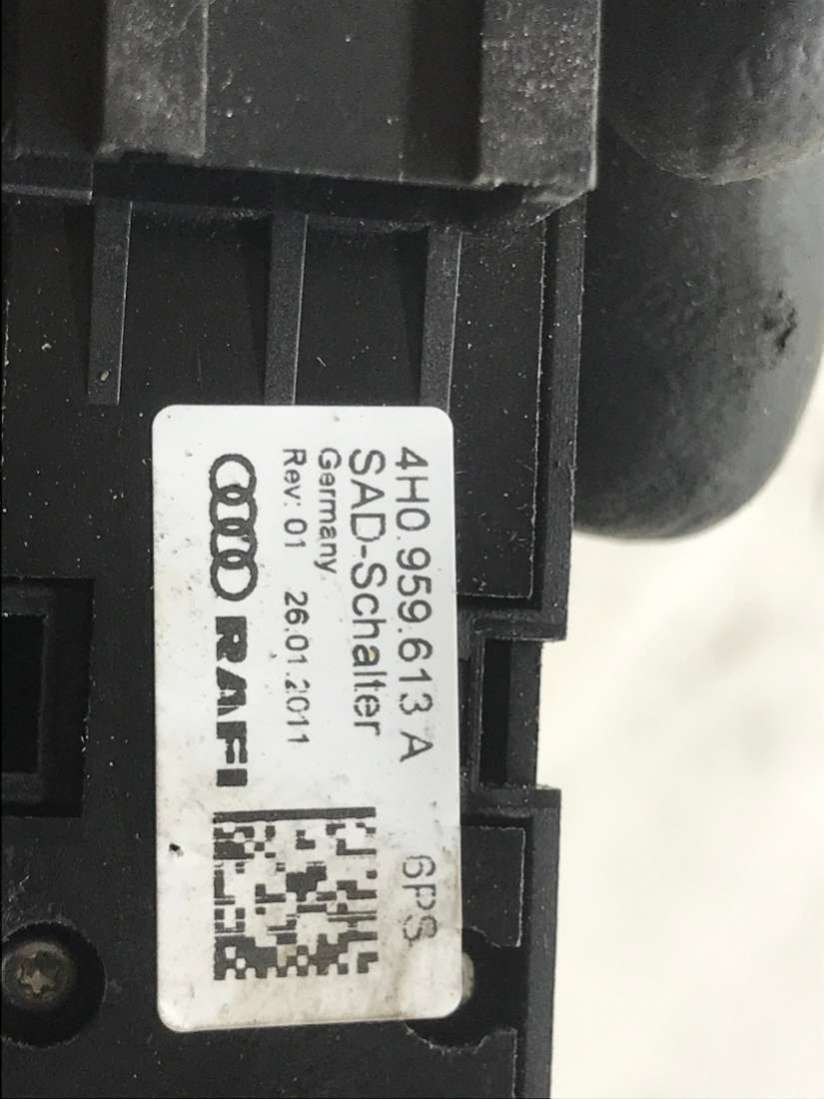 4H0.959.613 A 6PS
SAD-Schalter
Germany
Rev: 01 26.01.2011
RAFI